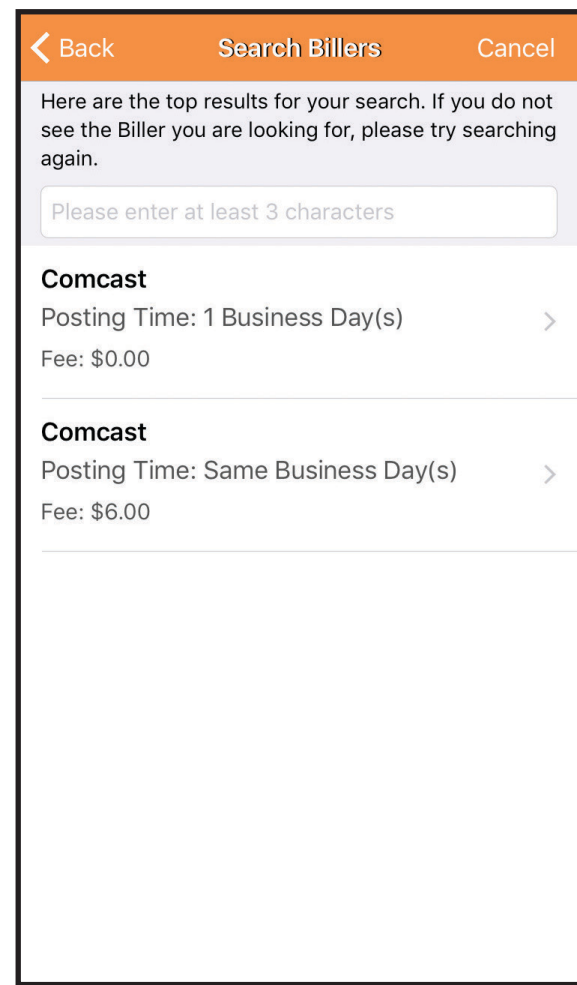 Back Search Billers Cancel
Here are the top results for your search. If you do not
see the Biller you are looking for, please try searching
again.
Please enter at least 3 characters
Comcast
Posting Time: 1 Business Day(s)
Fee: $0.00
Comcast
Posting Time: Same Business Day(s)
Fee: $6.00